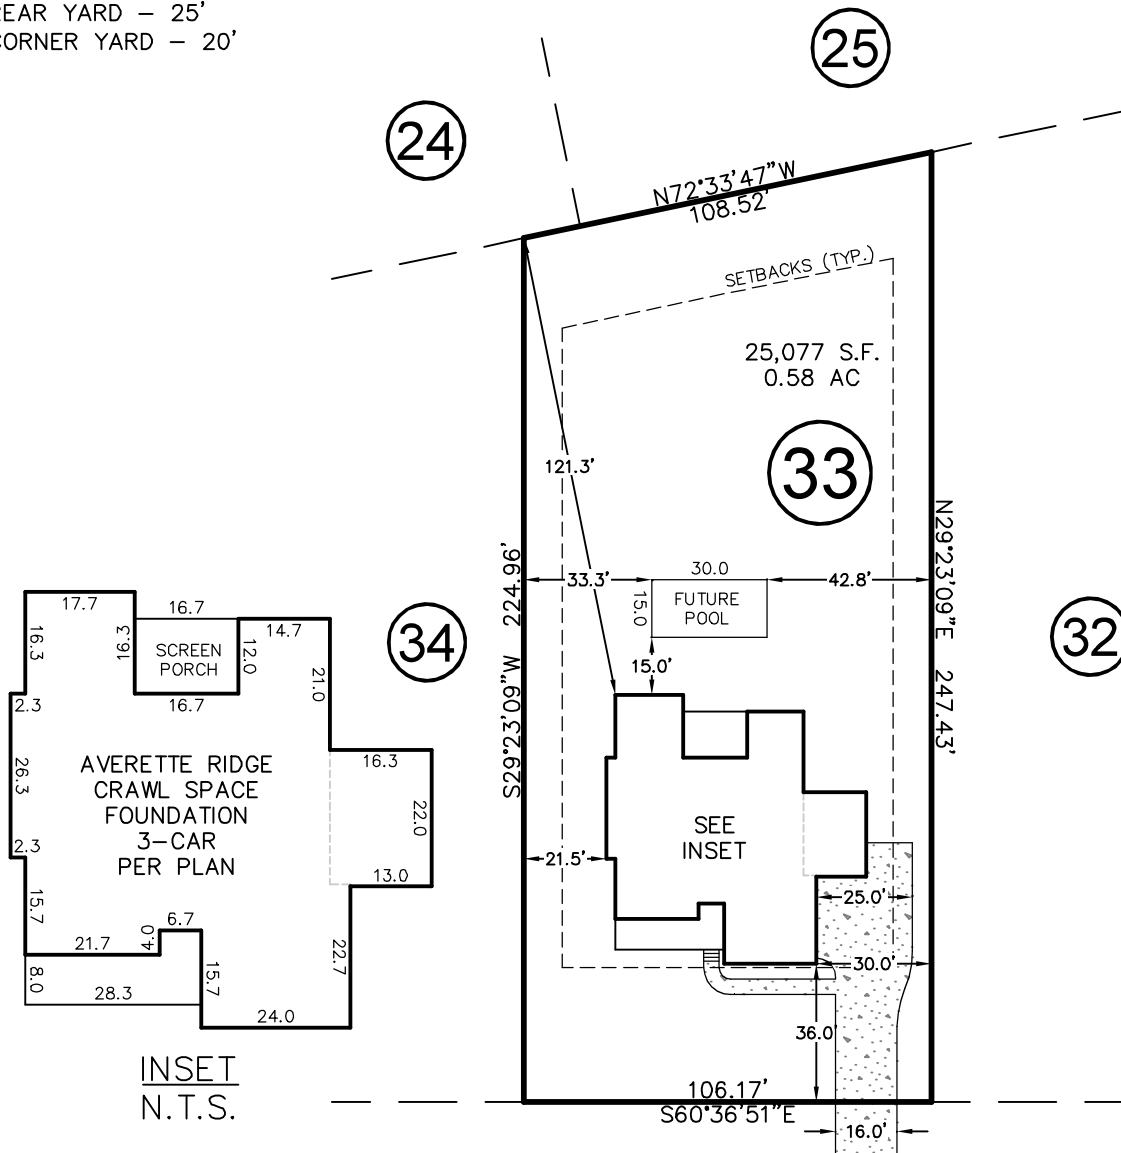 REAR YARD – 25'
CORNER YARD – 20'
25
24
N72°33'47"W
108.52'
SETBACKS (TYP.)
25,077 S.F.
0.58 AC
33
121.3'
S29°23'09"W 224.96'
N29°23'09"E 247.43'
33.3'
30.0
42.8'
15.0
FUTURE
POOL
15.0'
34
32
17.7
16.7
14.7
16.3
16.3
SCREEN
PORCH
12.0
21.0
2.3
16.7
16.3
26.3
AVERETTE RIDGE
CRAWL SPACE
FOUNDATION
3–CAR
PER PLAN
22.0
2.3
13.0
15.7
6.7
4.0
21.7
22.7
8.0
15.7
28.3
24.0
INSET
N.T.S.
SEE
INSET
21.5'
25.0'
30.0'
36.0'
106.17'
S60°36'51"E
16.0'